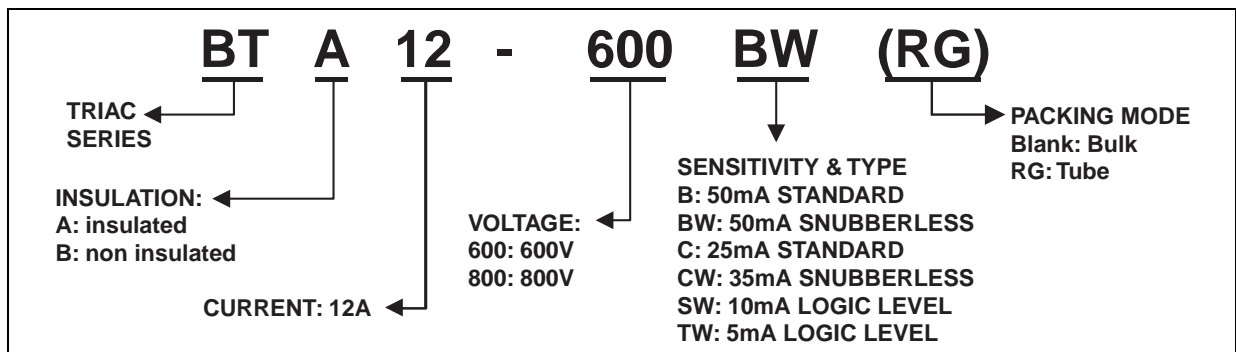 BT A 12 - 600 BW (RG)
TRIAC
SERIES
INSULATION:
A: insulated
B: non insulated
CURRENT: 12A
VOLTAGE:
600: 600V
800: 800V
SENSITIVITY & TYPE
B: 50mA STANDARD
BW: 50mA SNUBBERLESS
C: 25mA STANDARD
CW: 35mA SNUBBERLESS
SW: 10mA LOGIC LEVEL
TW: 5mA LOGIC LEVEL
PACKING MODE
Blank: Bulk
RG: Tube